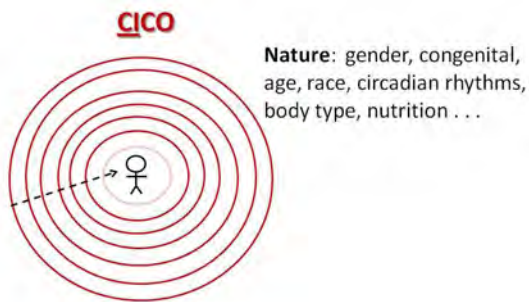 CICO
Nature: gender, congenital,
age, race, circadian rhythms,
body type, nutrition . . .